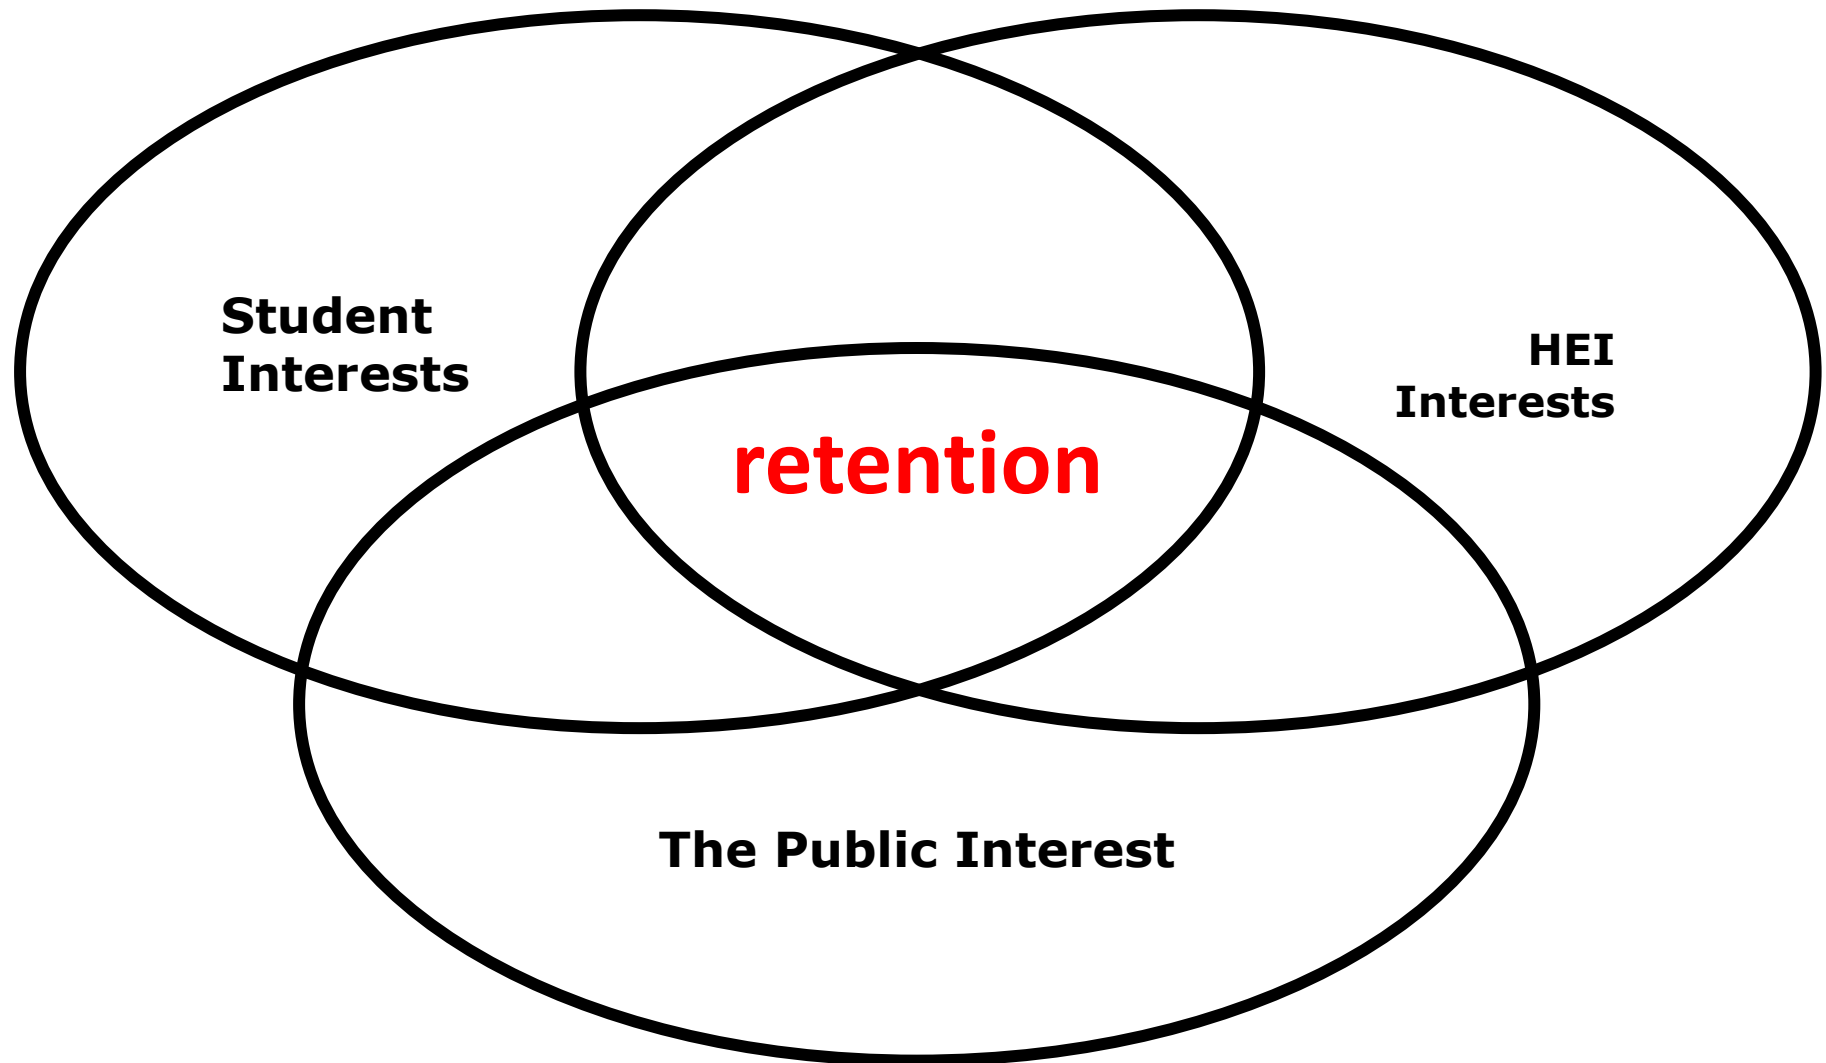 Student
Interests
HEI
Interests
retention
The Public Interest